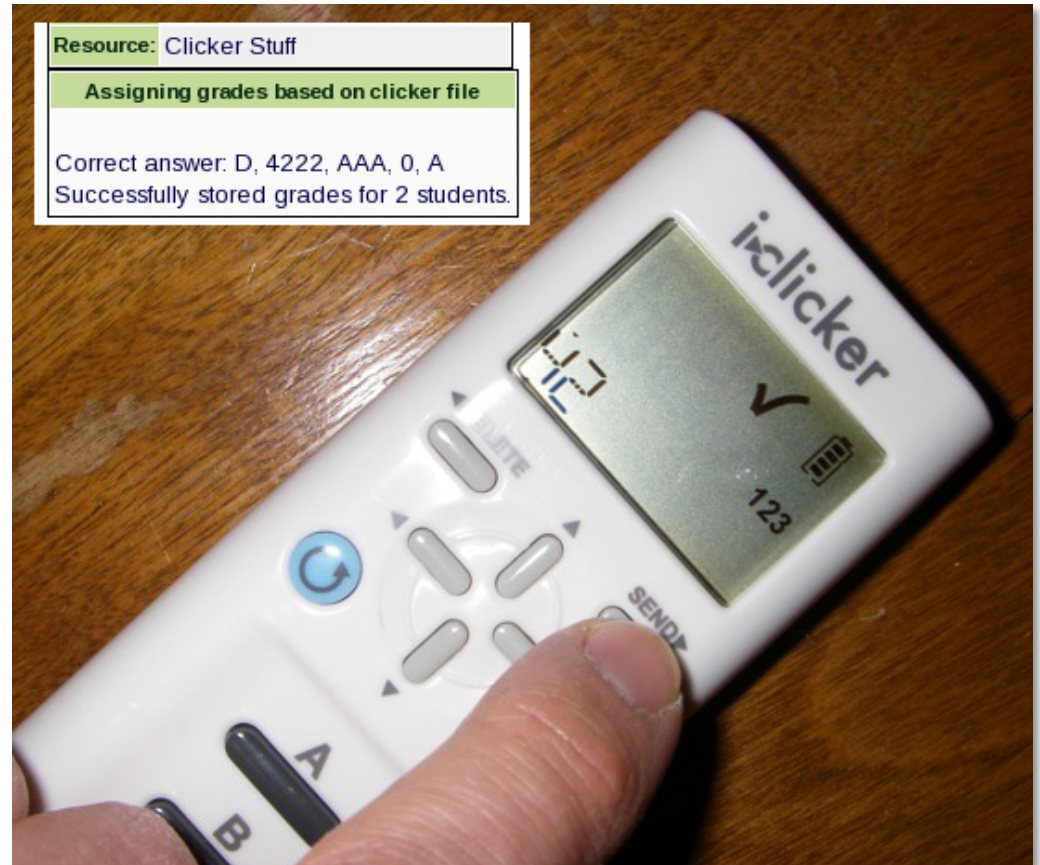 Resource: Clicker Stuff
Assigning grades based on clicker file
Correct answer: D, 4222, AAA, 0, A
Successfully stored grades for 2 students.
i>clicker
123
SEND
A
B